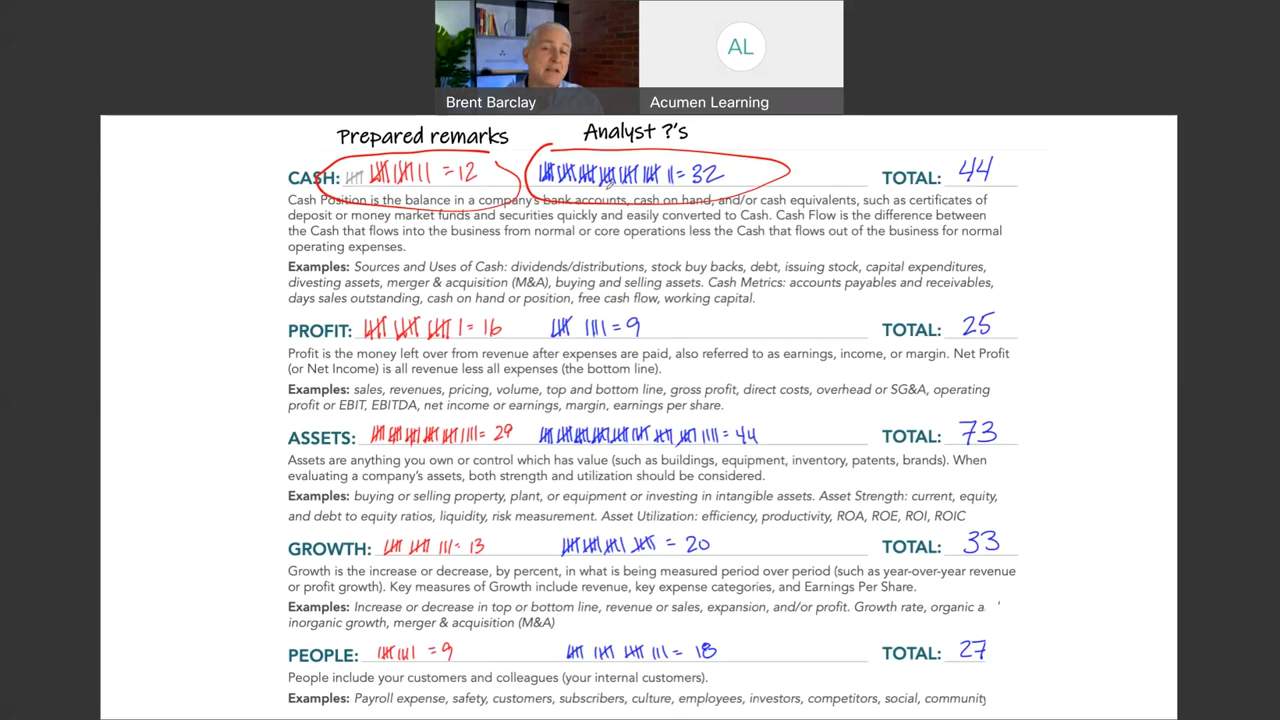 AL
Brent Barclay
Acumen Learning
Prepared remarks
Analyst ?'s
CASH: = 12 = 32 TOTAL: 44
Cash Position is the balance in a company's bank accounts, cash on hand, and/or cash equivalents, such as certificates of
deposit or money market funds and securities quickly and easily converted to Cash. Cash Flow is the difference between
the Cash that flows into the business from normal or core operations less the Cash that flows out of the business for normal
operating expenses.
Examples: Sources and Uses of Cash: dividends/distributions, stock buy backs, debt, issuing stock, capital expenditures,
divesting assets, merger & acquisition (M&A), buying and selling assets. Cash Metrics: accounts payables and receivables,
days sales outstanding, cash on hand or position, free cash flow, working capital.
PROFIT: = 16 = 9 TOTAL: 25
Profit is the money left over from revenue after expenses are paid, also referred to as earnings, income, or margin. Net Profit
(or Net Income) is all revenue less all expenses (the bottom line).
Examples: sales, revenues, pricing, volume, top and bottom line, gross profit, direct costs, overhead or SG&A, operating
profit or EBIT, EBITDA, net income or earnings, margin, earnings per share.
ASSETS: = 29 = 44 TOTAL: 73
Assets are anything you own or control which has value (such as buildings, equipment, inventory, patents, brands). When
evaluating a company's assets, both strength and utilization should be considered.
Examples: buying or selling property, plant, or equipment or investing in intangible assets. Asset Strength: current, equity,
and debt to equity ratios, liquidity, risk measurement. Asset Utilization: efficiency, productivity, ROA, ROE, ROI, ROIC
GROWTH: = 13 = 20 TOTAL: 33
Growth is the increase or decrease, by percent, in what is being measured period over period (such as year-over-year revenue
or profit growth). Key measures of Growth include revenue, key expense categories, and Earnings Per Share.
Examples: Increase or decrease in top or bottom line, revenue or sales, expansion, and/or profit. Growth rate, organic a
inorganic growth, merger & acquisition (M&A)
PEOPLE: = 9 = 18 TOTAL: 27
People include your customers and colleagues (your internal customers).
Examples: Payroll expense, safety, customers, subscribers, culture, employees, investors, competitors, social, community